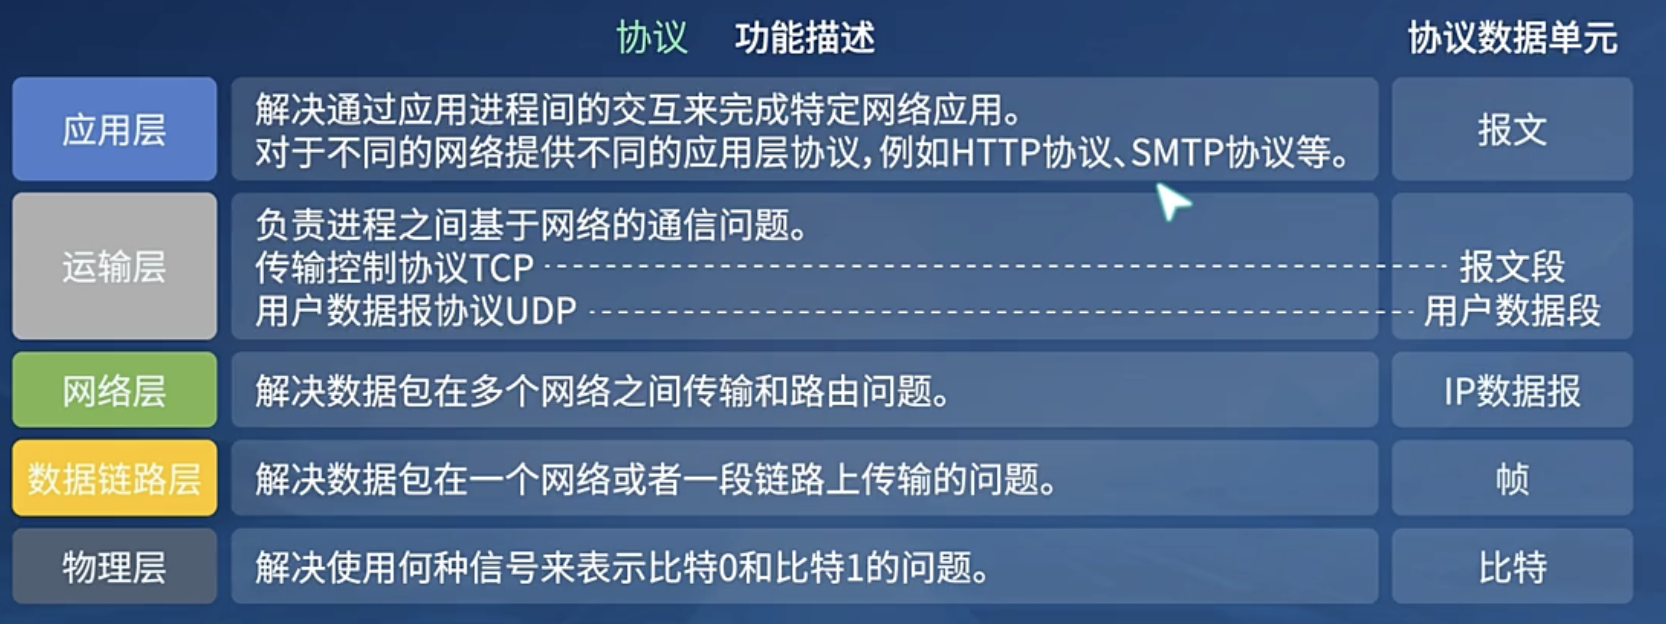 协议 功能描述 协议数据单元
应用层
解决通过应用进程间的交互来完成特定网络应用。
对于不同的网络提供不同的应用层协议,例如HTTP协议、SMTP协议等。
报文
运输层
负责进程之间基于网络的通信问题。
传输控制协议TCP 报文段
用户数据报协议UDP 用户数据段
网络层
解决数据包在多个网络之间传输和路由问题。
IP数据报
数据链路层
解决数据包在一个网络或者一段链路上传输的问题。
帧
物理层
解决使用何种信号来表示比特0和比特1的问题。
比特